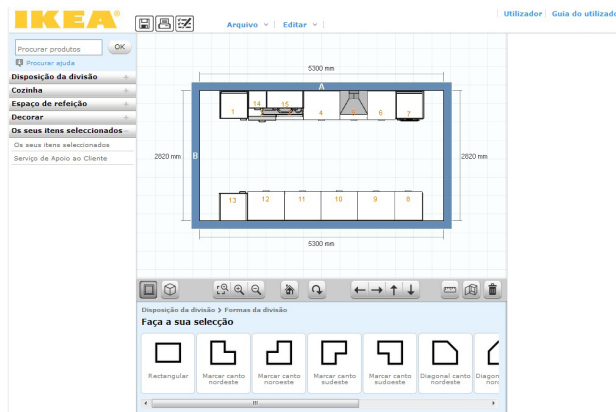 IKEA
Arquivo
Editar
Utilizador
Guia do utilizado
Procurar produtos
OK
Procurar ajuda
Disposição da divisão
Cozinha
Espaço de refeição
Decorar
Os seus itens seleccionados
Os seus itens seleccionados
Serviço de Apoio ao Cliente
5300 mm
A
1 14 15 4 5 6 7
2820 mm
B
2820 mm
13 12 11 10 9 8
5300 mm
Disposição da divisão > Formas da divisão
Faça a sua selecção
Rectangular
Marcar canto nordeste
Marcar canto noroeste
Marcar canto sudeste
Marcar canto sudoeste
Diagonal canto nordeste
Diagon